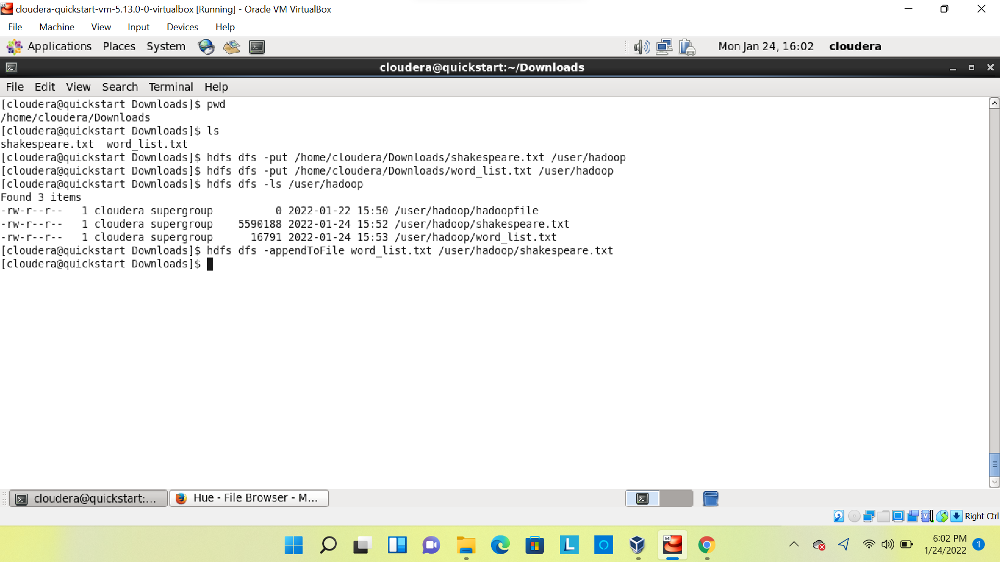 cloudera-quickstart-vm-5.13.0-0-virtualbox [Running] - Oracle VM VirtualBox
File Machine View Input Devices Help
Applications Places System Mon Jan 24, 16:02 cloudera
cloudera@quickstart:~/Downloads
File Edit View Search Terminal Help
[cloudera@quickstart Downloads]$ pwd
/home/cloudera/Downloads
[cloudera@quickstart Downloads]$ ls
shakespeare.txt  word_list.txt
[cloudera@quickstart Downloads]$ hdfs dfs -put /home/cloudera/Downloads/shakespeare.txt /user/hadoop
[cloudera@quickstart Downloads]$ hdfs dfs -put /home/cloudera/Downloads/word_list.txt /user/hadoop
[cloudera@quickstart Downloads]$ hdfs dfs -ls /user/hadoop
Found 3 items
-rw-r--r--   1 cloudera supergroup          0 2022-01-22 15:50 /user/hadoop/hadoopfile
-rw-r--r--   1 cloudera supergroup    5590188 2022-01-24 15:52 /user/hadoop/shakespeare.txt
-rw-r--r--   1 cloudera supergroup      16791 2022-01-24 15:53 /user/hadoop/word_list.txt
[cloudera@quickstart Downloads]$ hdfs dfs -appendToFile word_list.txt /user/hadoop/shakespeare.txt
[cloudera@quickstart Downloads]$
cloudera@quickstart:... Hue - File Browser - M...
Right Ctrl
64
L
6:02 PM
1/24/2022
1